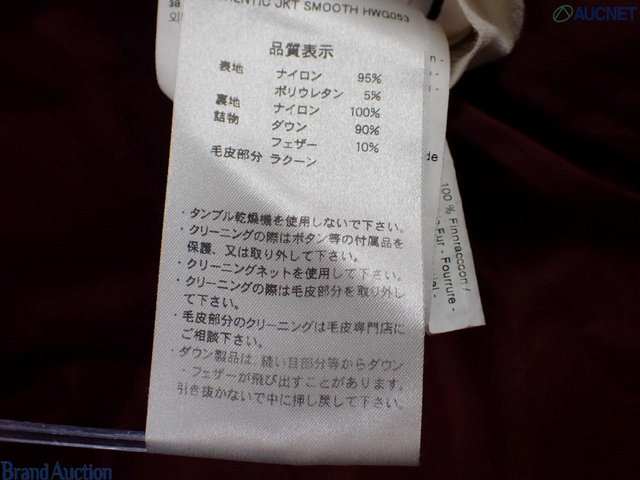 AUCNET
HENTIC JKT SMOOTH HWG053
品質表示
表地 ナイロン 95%
ポリウレタン 5%
裏地 ナイロン 100%
詰物 ダウン 90%
フェザー 10%
毛皮部分 ラクーン
・タンブル乾燥機を使用しないで下さい。
・クリーニングの際はボタン等の付属品を
保護、又は取り外して下さい。
・クリーニングネットを使用して下さい。
・クリーニングの際は毛皮部分を取り外し
て下さい。
・毛皮部分のクリーニングは毛皮専門店に
ご相談下さい。
・ダウン製品は、縫い目部分等からダウン
・フェザーが飛び出すことがあります。
引き抜かないで中に押し戻して下さい。
de
100 % Finnraccoon /
Fur - Fourrure -
Brand Auction